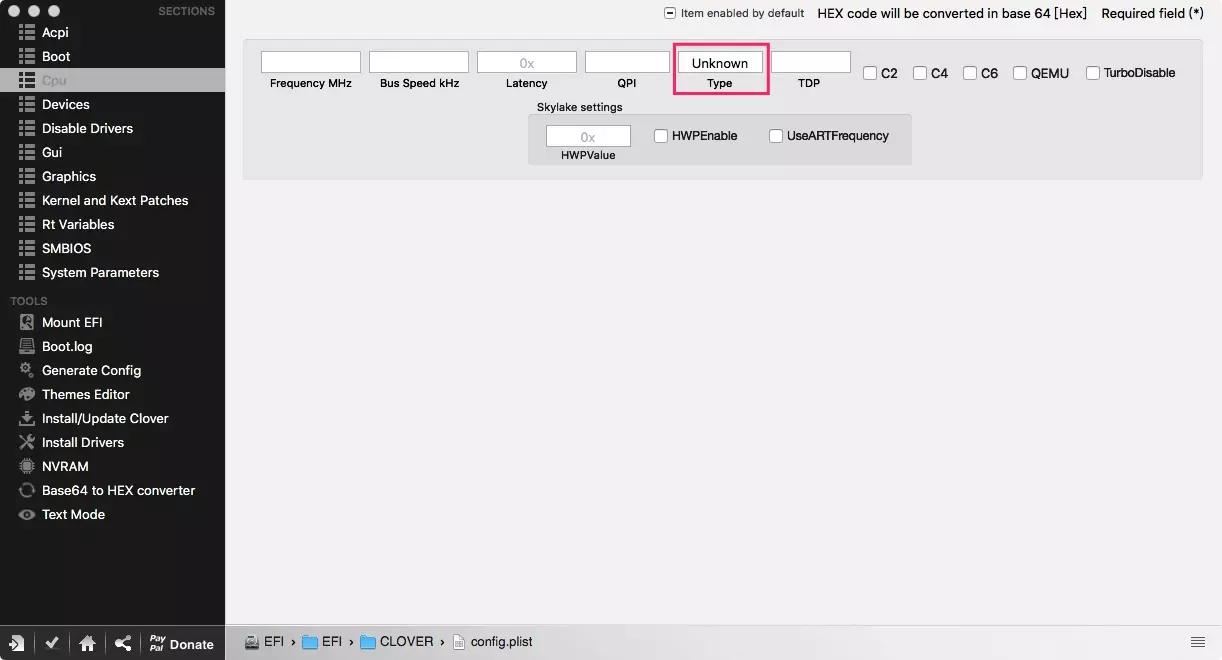 SECTIONS
Acpi
Boot
Cpu
Devices
Disable Drivers
Gui
Graphics
Kernel and Kext Patches
Rt Variables
SMBIOS
System Parameters
TOOLS
Mount EFI
Boot.log
Generate Config
Themes Editor
Install/Update Clover
Install Drivers
NVRAM
Base64 to HEX converter
Text Mode
Pay
Pal
Donate
Item enabled by default HEX code will be converted in base 64 [Hex] Required field (*)
0x Unknown
Frequency MHz Bus Speed kHz Latency QPI Type TDP C2 C4 C6 QEMU TurboDisable
Skylake settings
0x HWPEnable UseARTFrequency
HWPValue
EFI › EFI › CLOVER › config.plist